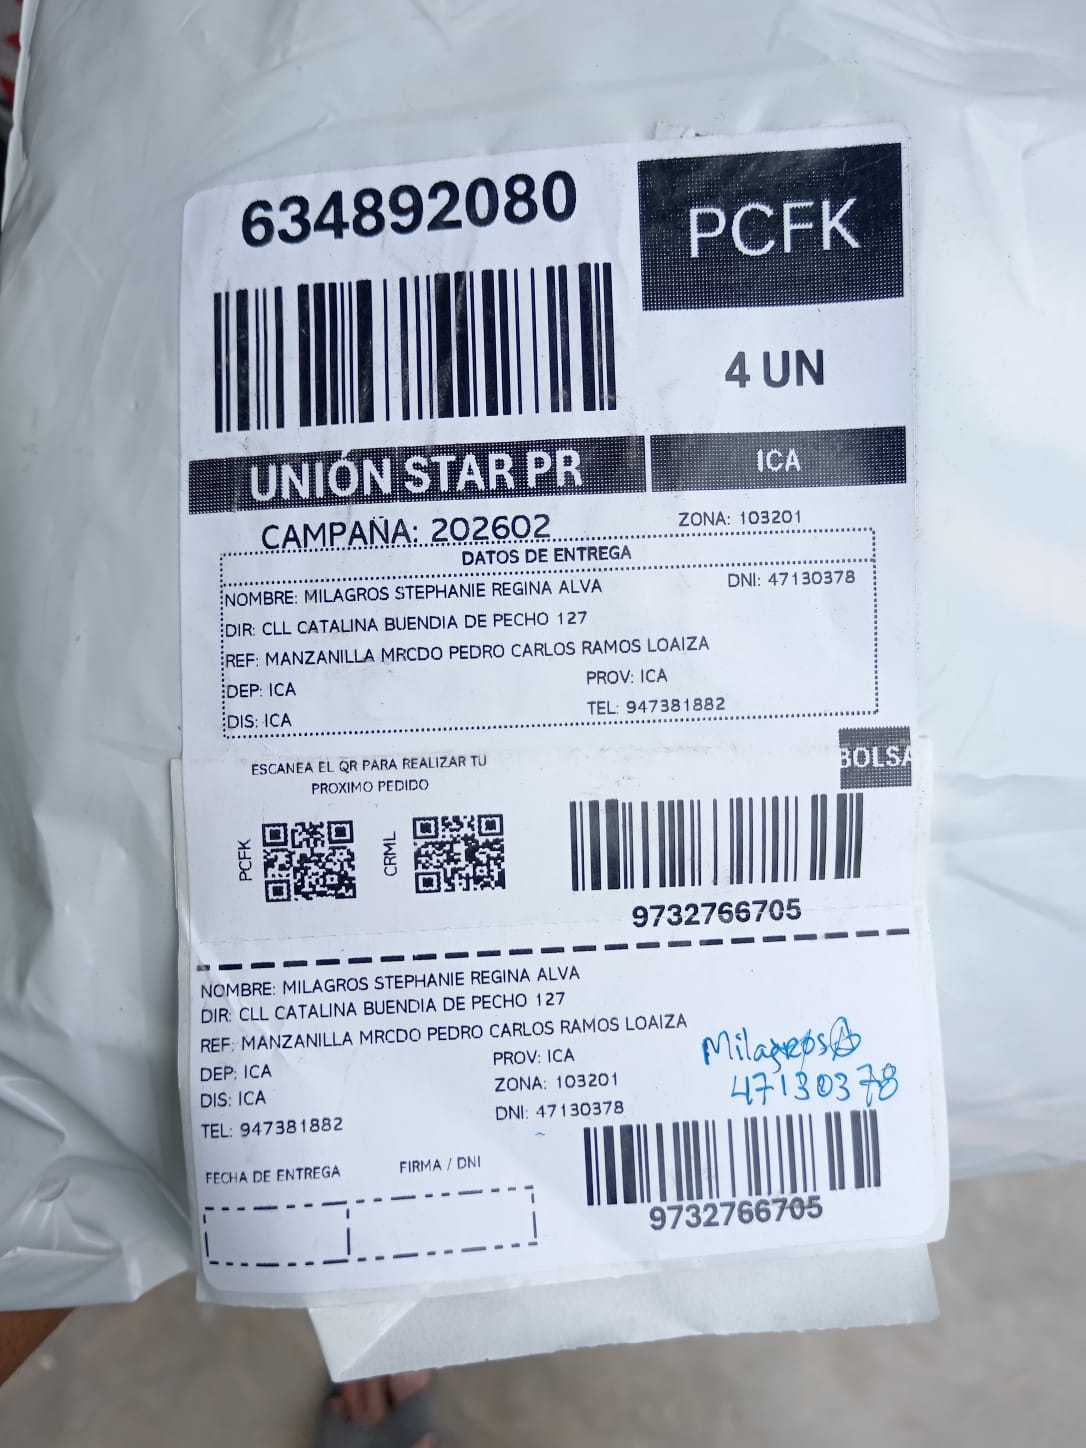 634892080
PCFK
4 UN
UNIÓN STAR PR
ICA
CAMPAÑA: 202602
ZONA: 103201
DATOS DE ENTREGA
NOMBRE: MILAGROS STEPHANIE REGINA ALVA
DNI: 47130378
DIR: CLL CATALINA BUENDIA DE PECHO 127
REF: MANZANILLA MRCDO PEDRO CARLOS RAMOS LOAIZA
DEP: ICA
PROV: ICA
DIS: ICA
TEL: 947381882
BOLSA
ESCANEA EL QR PARA REALIZAR TU
PROXIMO PEDIDO
PCFK
CRML
9732766705
NOMBRE: MILAGROS STEPHANIE REGINA ALVA
DIR: CLL CATALINA BUENDIA DE PECHO 127
REF: MANZANILLA MRCDO PEDRO CARLOS RAMOS LOAIZA
DEP: ICA
PROV: ICA
DIS: ICA
ZONA: 103201
TEL: 947381882
DNI: 47130378
Milagros A
47130378
FECHA DE ENTREGA
FIRMA / DNI
9732766705